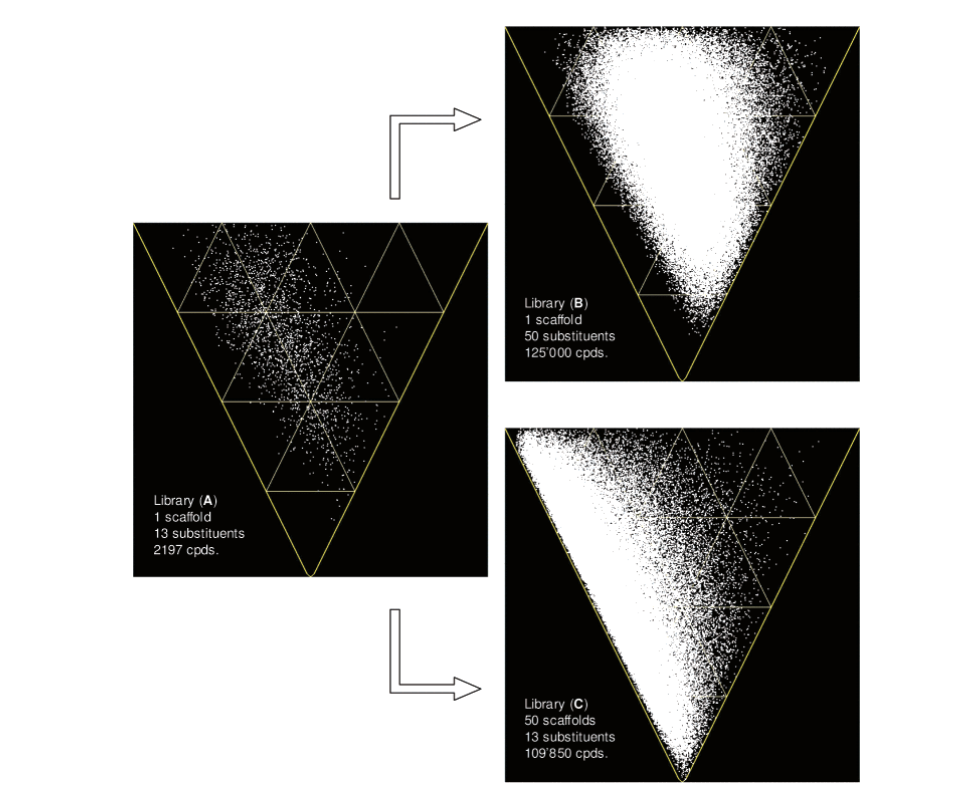 Library (A)
1 scaffold
13 substituents
2197 cpds.
Library (B)
1 scaffold
50 substituents
125'000 cpds.
Library (C)
50 scaffolds
13 substituents
109'850 cpds.